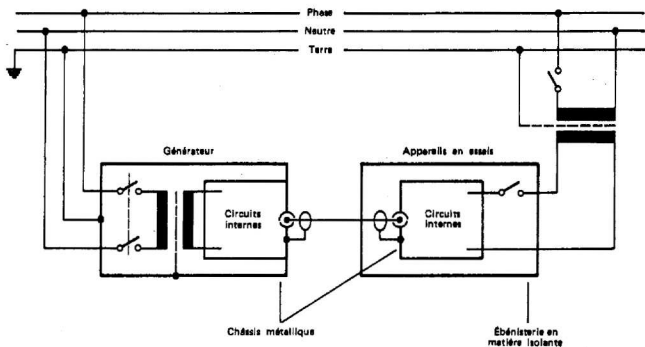 Phase
Neutre
Terre
Générateur
Appareils en essais
Circuits
internes
Circuits
internes
Châssis métallique
Ébénisterie en
matière isolante